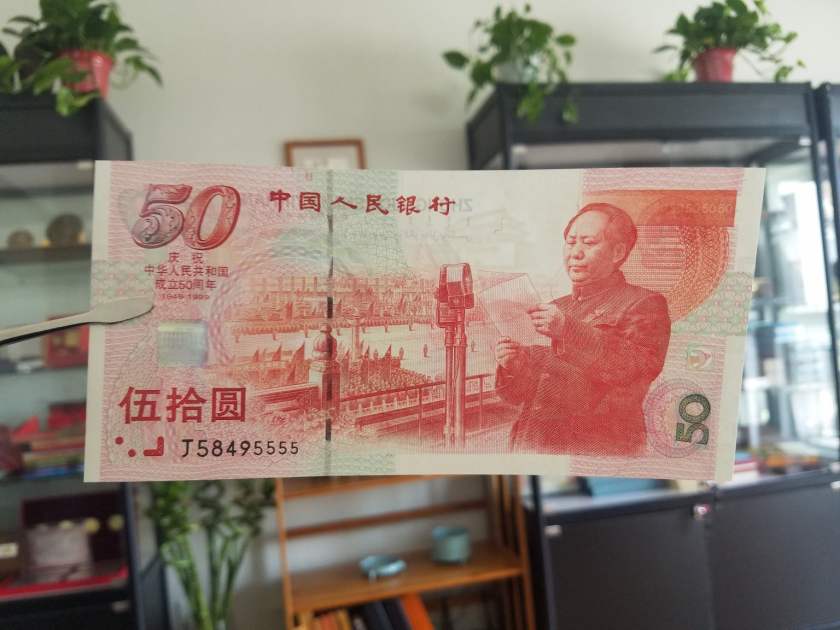 50
中国人民银行
庆祝
中华人民共和国
成立50周年
1949-1999
伍拾圆
J58495555
50